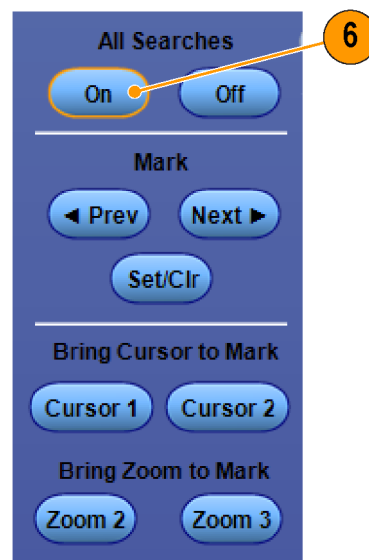 All Searches
6
On Off
Mark
◄ Prev Next ►
Set/Clr
Bring Cursor to Mark
Cursor 1 Cursor 2
Bring Zoom to Mark
Zoom 2 Zoom 3